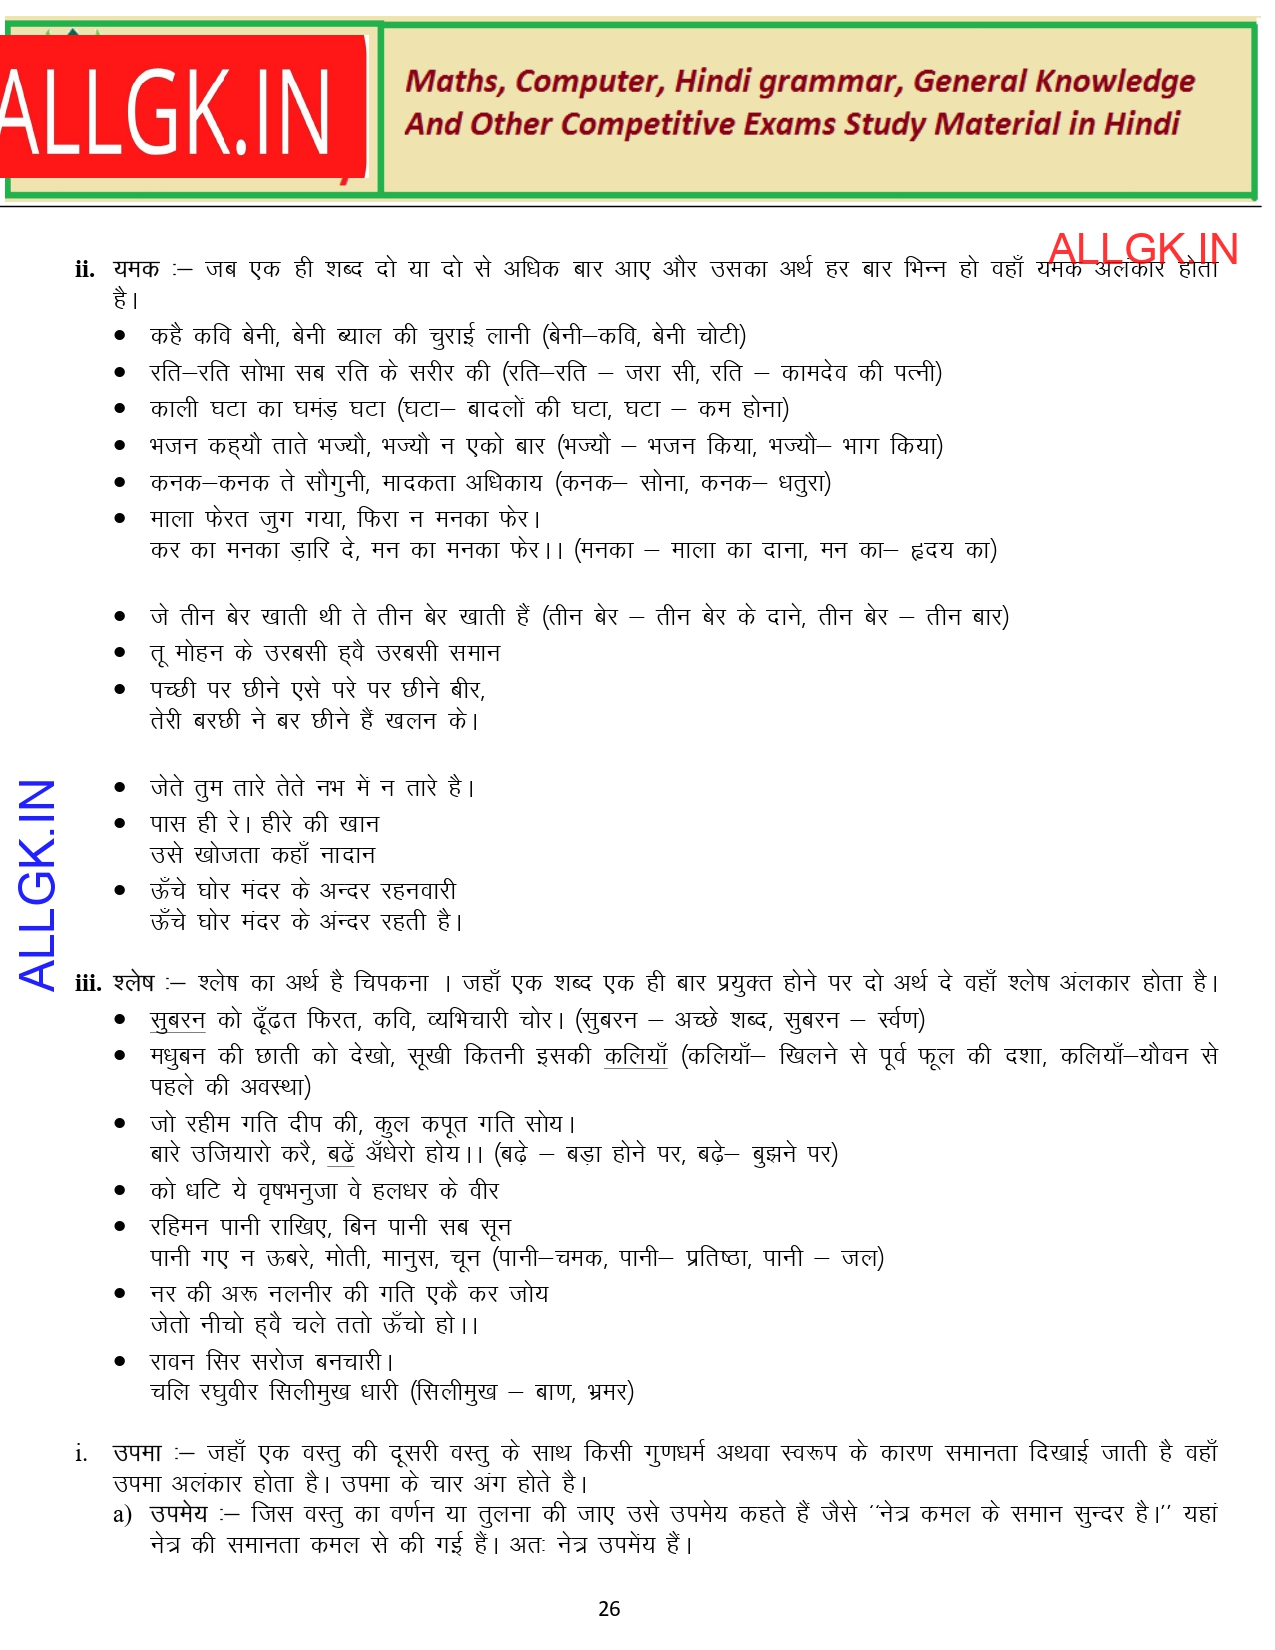 ALLGK.IN
Maths, Computer, Hindi grammar, General Knowledge
And Other Competitive Exams Study Material in Hindi
ALLGK.IN
ii. यमक :– जब एक ही शब्द दो या दो से अधिक बार आए और उसका अर्थ हर बार भिन्न हो वहाँ यमक अलंकार होता
है।
• कहै कवि बेनी, बेनी ब्याल की चुराई लानी (बेनी–कवि, बेनी चोटी)
• रति–रति सोभा सब रति के सरीर की (रति–रति – जरा सी, रति – कामदेव की पत्नी)
• काली घटा का घमंड़ घटा (घटा– बादलों की घटा, घटा – कम होना)
• भजन कह्यौ ताते भज्यौ, भज्यौ न एको बार (भज्यौ – भजन किया, भज्यौ– भाग किया)
• कनक–कनक ते सौगुनी, मादकता अधिकाय (कनक– सोना, कनक– धतुरा)
• माला फेरत जुग गया, फिरा न मनका फेर।
कर का मनका ड़ारि दे, मन का मनका फेर।। (मनका – माला का दाना, मन का– हृदय का)
• जे तीन बेर खाती थी ते तीन बेर खाती हैं (तीन बेर – तीन बेर के दाने, तीन बेर – तीन बार)
• तू मोहन के उरबसी ह्वै उरबसी समान
• पच्छी पर छीने एसे परे पर छीने बीर,
तेरी बरछी ने बर छीने हैं खलन के।
• जेते तुम तारे तेते नभ में न तारे है।
• पास ही रे। हीरे की खान
उसे खोजता कहाँ नादान
• ऊँचे घोर मंदर के अन्दर रहनवारी
ऊँचे घोर मंदर के अंन्दर रहती है।
ALLGK.IN
iii. श्लेष :– श्लेष का अर्थ है चिपकना । जहाँ एक शब्द एक ही बार प्रयुक्त होने पर दो अर्थ दे वहाँ श्लेष अंलकार होता है।
• सुबरन को ढूँढत फिरत, कवि, व्यभिचारी चोर। (सुबरन – अच्छे शब्द, सुबरन – र्स्वण)
• मधुबन की छाती को देखो, सूखी कितनी इसकी कलियाँ (कलियाँ– खिलने से पूर्व फूल की दशा, कलियाँ–यौवन से
पहले की अवस्था)
• जो रहीम गति दीप की, कुल कपूत गति सोय।
बारे उजियारो करै, बढें अँधेरो होय।। (बढ़े – बड़ा होने पर, बढ़े– बुझने पर)
• को धटि ये वृषभनुजा वे हलधर के वीर
• रहिमन पानी राखिए, बिन पानी सब सून
पानी गए न ऊबरे, मोती, मानुस, चून (पानी–चमक, पानी– प्रतिष्ठा, पानी – जल)
• नर की अरू नलनीर की गति एकै कर जोय
जेतो नीचो ह्वै चले ततो ऊँचो हो।।
• रावन सिर सरोज बनचारी।
चलि रघुवीर सिलीमुख धारी (सिलीमुख – बाण, भ्रमर)
i. उपमा :– जहाँ एक वस्तु की दूसरी वस्तु के साथ किसी गुणधर्म अथवा स्वरूप के कारण समानता दिखाई जाती है वहाँ
उपमा अलंकार होता है। उपमा के चार अंग होते है।
a) उपमेय :– जिस वस्तु का वर्णन या तुलना की जाए उसे उपमेय कहते हैं जैसे ‘‘नेत्र कमल के समान सुन्दर है।’’ यहां
नेत्र की समानता कमल से की गई हैं। अतः नेत्र उपमेंय हैं।
26